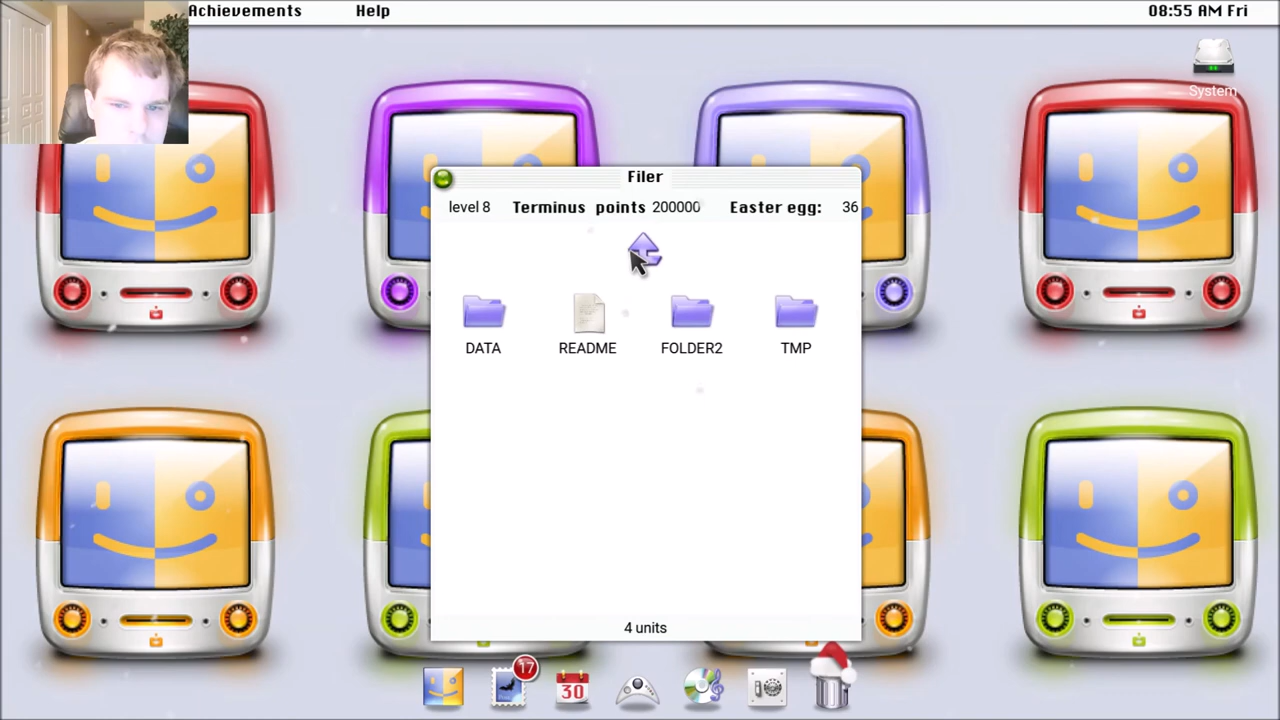 Achievements Help 08:55 AM Fri
System
Filer
level 8 Terminus points 200000 Easter egg: 36
DATA README FOLDER2 TMP
4 units
17
30